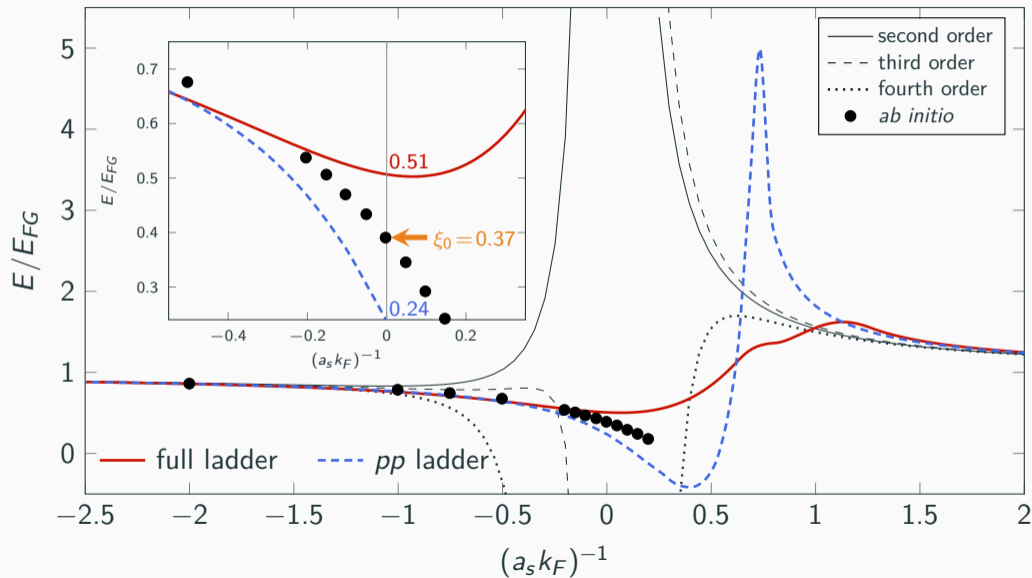 second order
third order
fourth order
ab initio
5
4
3
2
1
0
E/E_FG
0.7
0.6
0.5
0.4
0.3
E/E_FG
0.51
ξ₀ = 0.37
0.24
−0.4 −0.2 0 0.2
(a_s k_F)⁻¹
full ladder pp ladder
−2.5 −2 −1.5 −1 −0.5 0 0.5 1 1.5 2
(a_s k_F)⁻¹